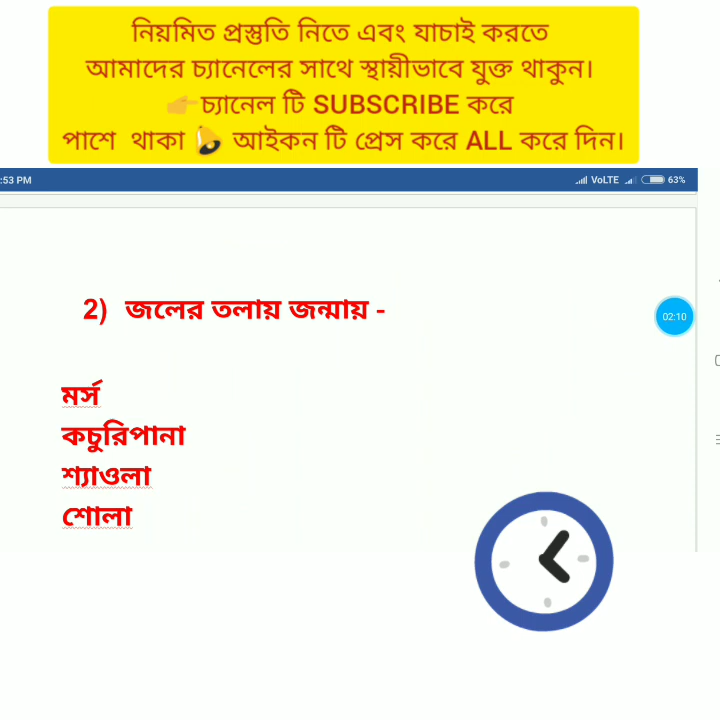 নিয়মিত প্রস্তুতি নিতে এবং যাচাই করতে
আমাদের চ্যানেলের সাথে স্থায়ীভাবে যুক্ত থাকুন।
👉চ্যানেল টি SUBSCRIBE করে
পাশে থাকা 🔔 আইকন টি প্রেস করে ALL করে দিন।
:53 PM VoLTE 63%
2) জলের তলায় জন্মায় -
02:10
মর্স
কচুরিপানা
শ্যাওলা
শোলা